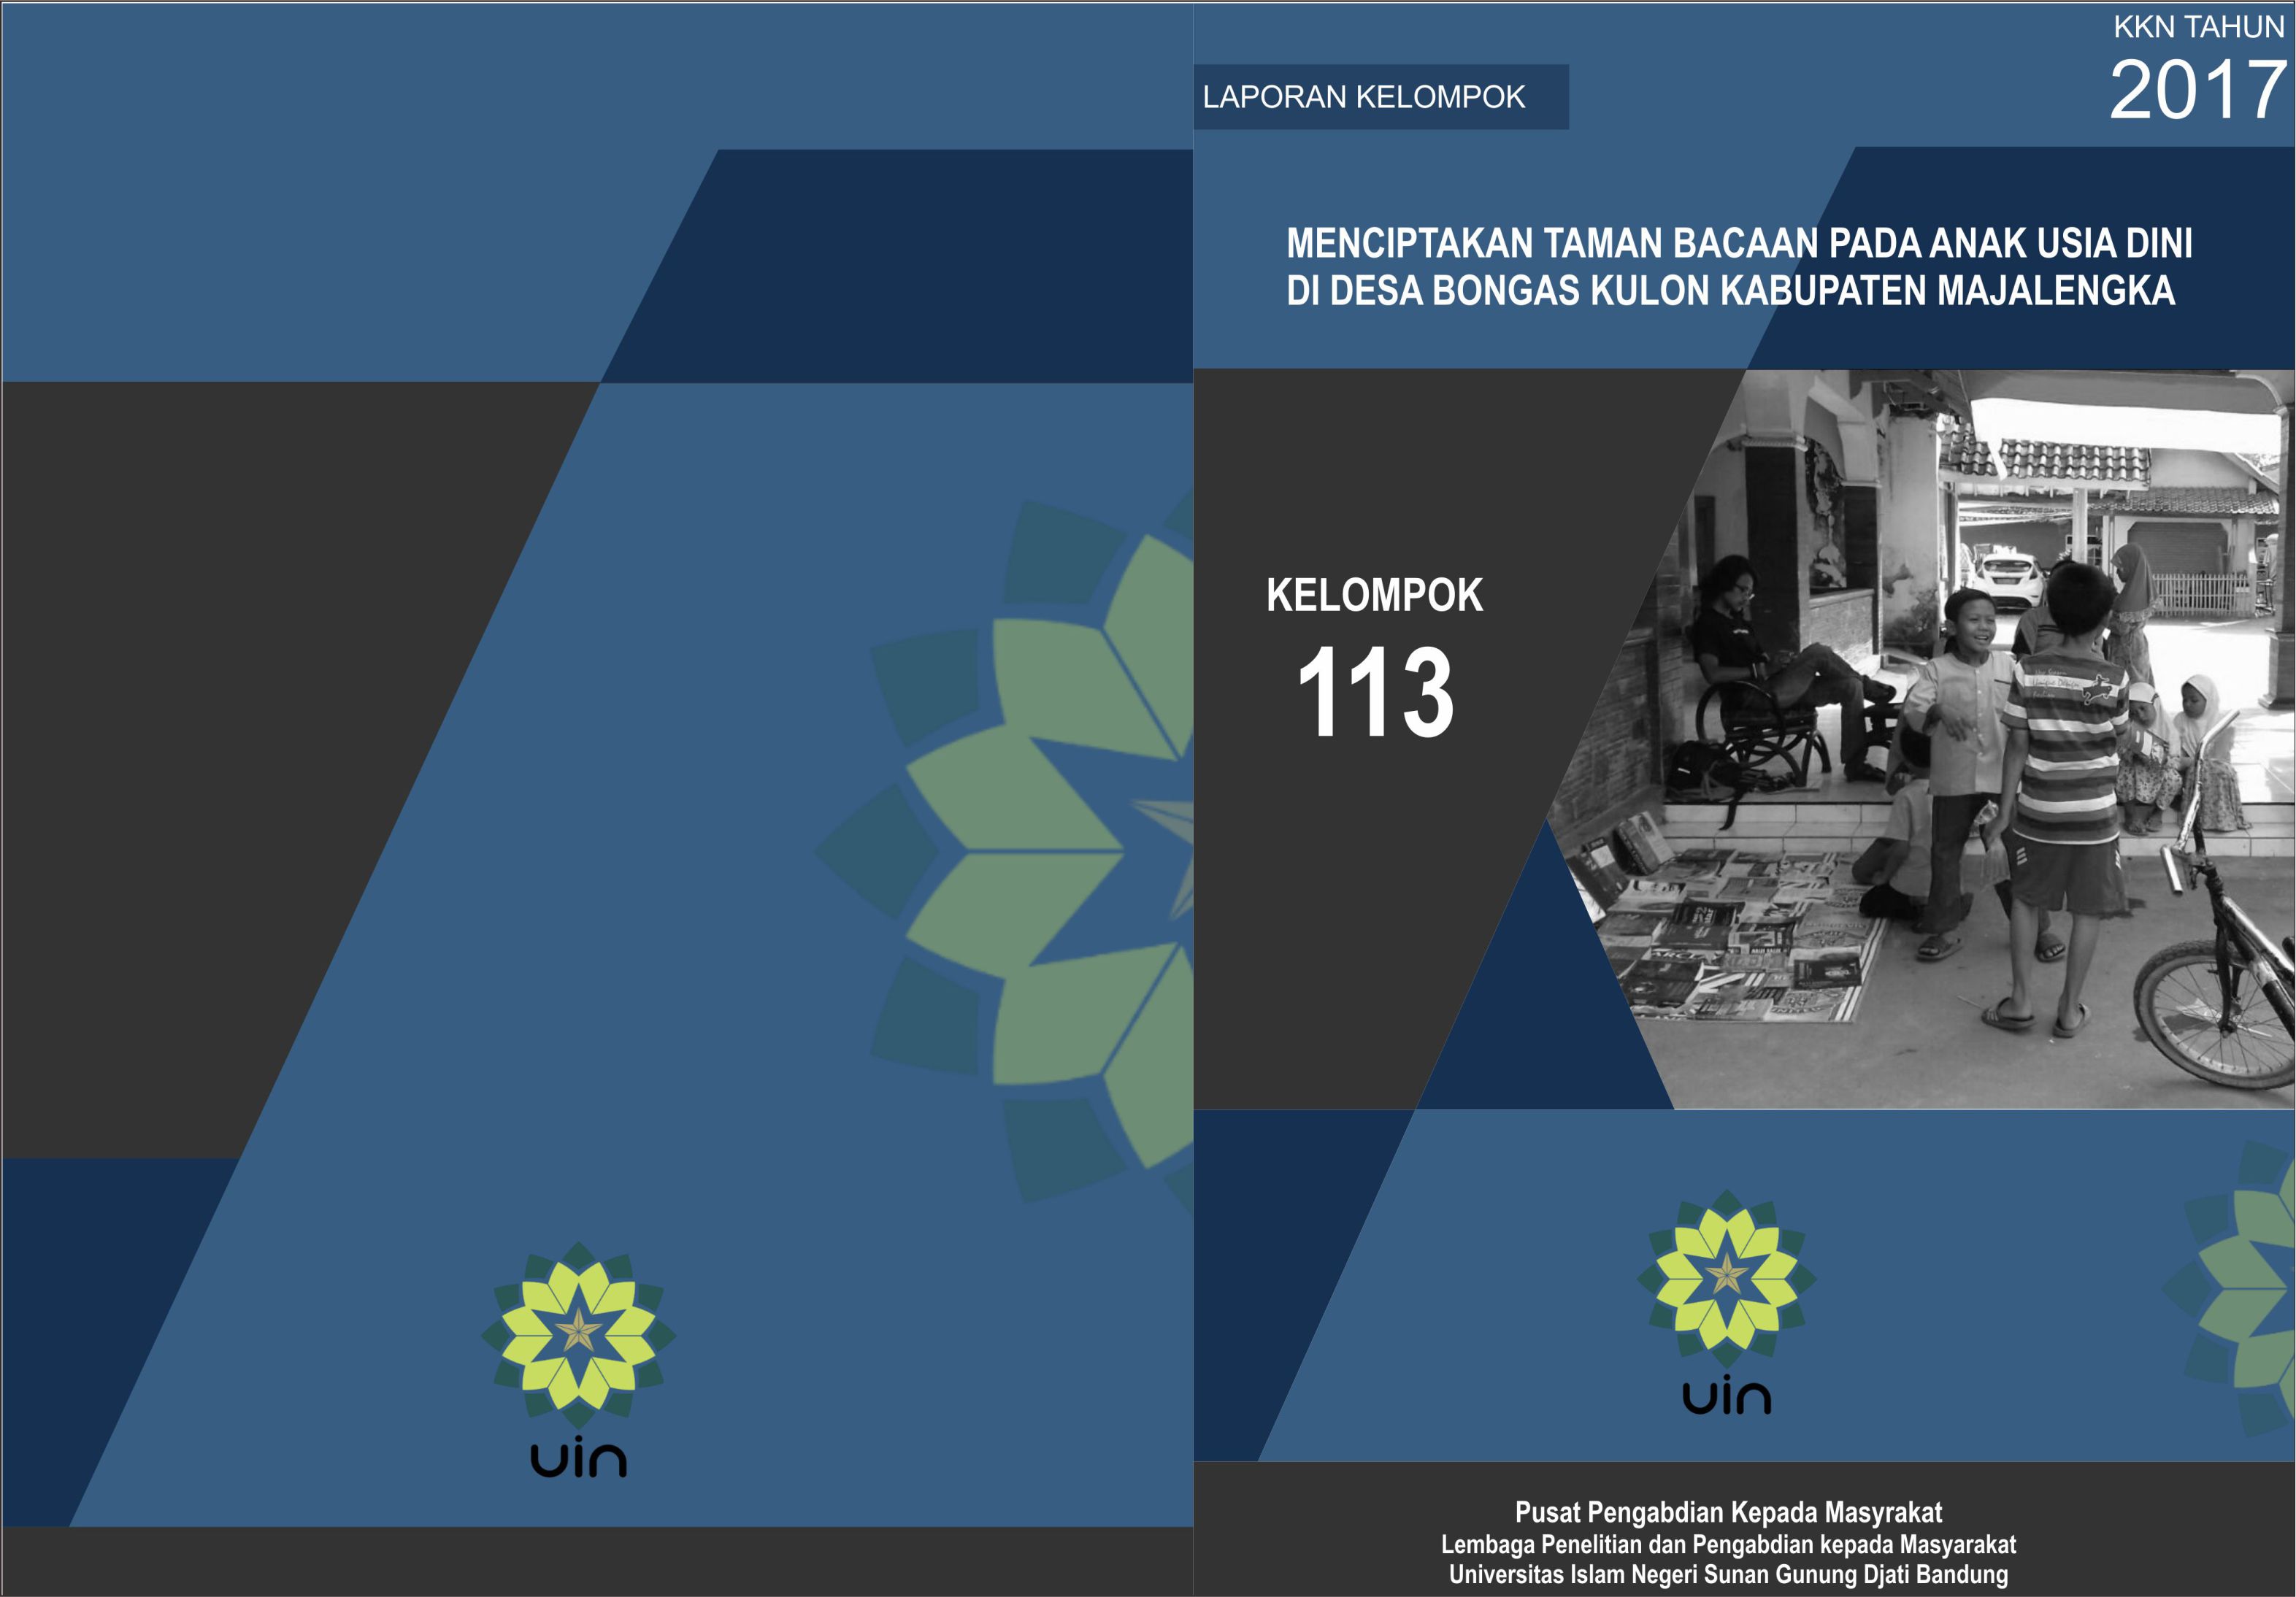 KKN TAHUN
2017
LAPORAN KELOMPOK
MENCIPTAKAN TAMAN BACAAN PADA ANAK USIA DINI
DI DESA BONGAS KULON KABUPATEN MAJALENGKA
KELOMPOK
113
uin
uin
Pusat Pengabdian Kepada Masyrakat
Lembaga Penelitian dan Pengabdian kepada Masyarakat
Universitas Islam Negeri Sunan Gunung Djati Bandung